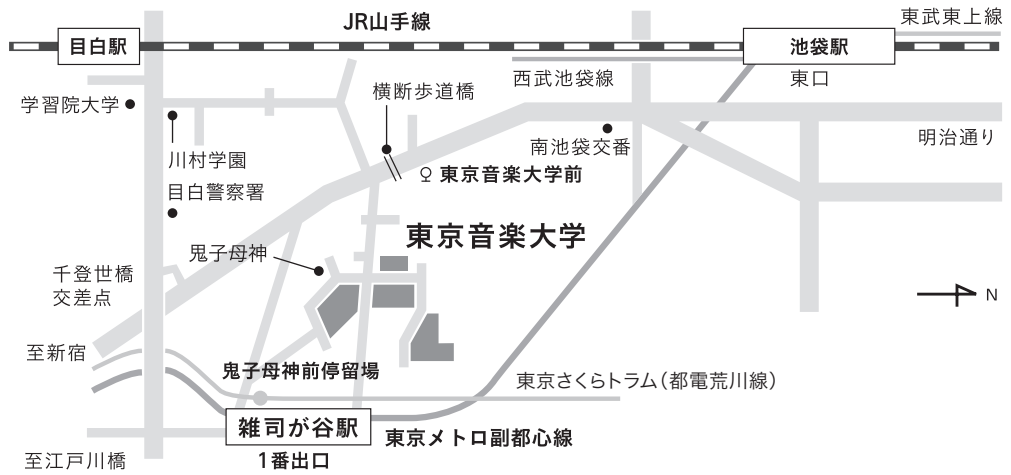 JR山手線
東武東上線
目白駅
池袋駅
西武池袋線
東口
横断歩道橋
学習院大学
明治通り
川村学園
南池袋交番
目白警察署
東京音楽大学前
東京音楽大学
鬼子母神
千登世橋
交差点
N
至新宿
鬼子母神前停留場
東京さくらトラム（都電荒川線）
雑司が谷駅
東京メトロ副都心線
1番出口
至江戸川橋